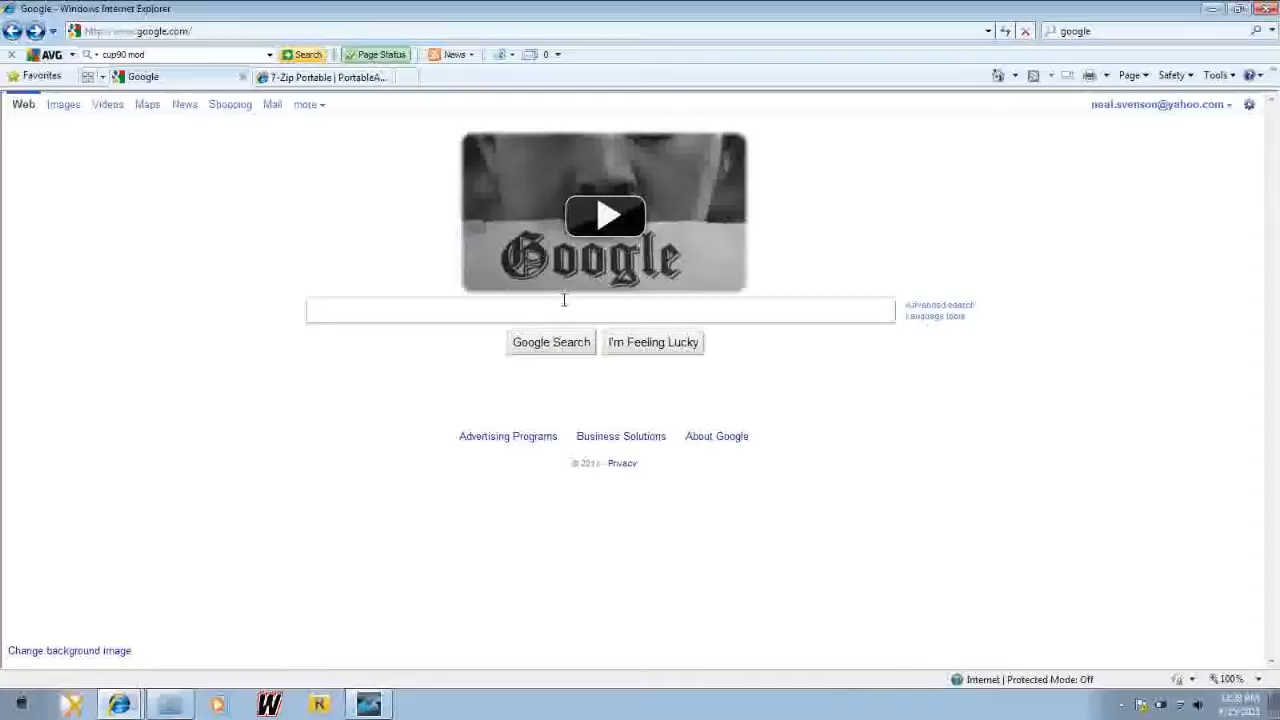 Google - Windows Internet Explorer
google.com/
google
AVG
cup90 mod
Search
Page Status
News
0
Favorites
Google
7-Zip Portable | PortableA...
Page
Safety
Tools
Web
Images
Videos
Maps
News
Shopping
Mail
more
neal.svenson@yahoo.com
Google
Advanced search
Language tools
Google Search
I'm Feeling Lucky
Advertising Programs
Business Solutions
About Google
Privacy
Change background image
Internet | Protected Mode: Off
100%
W
R